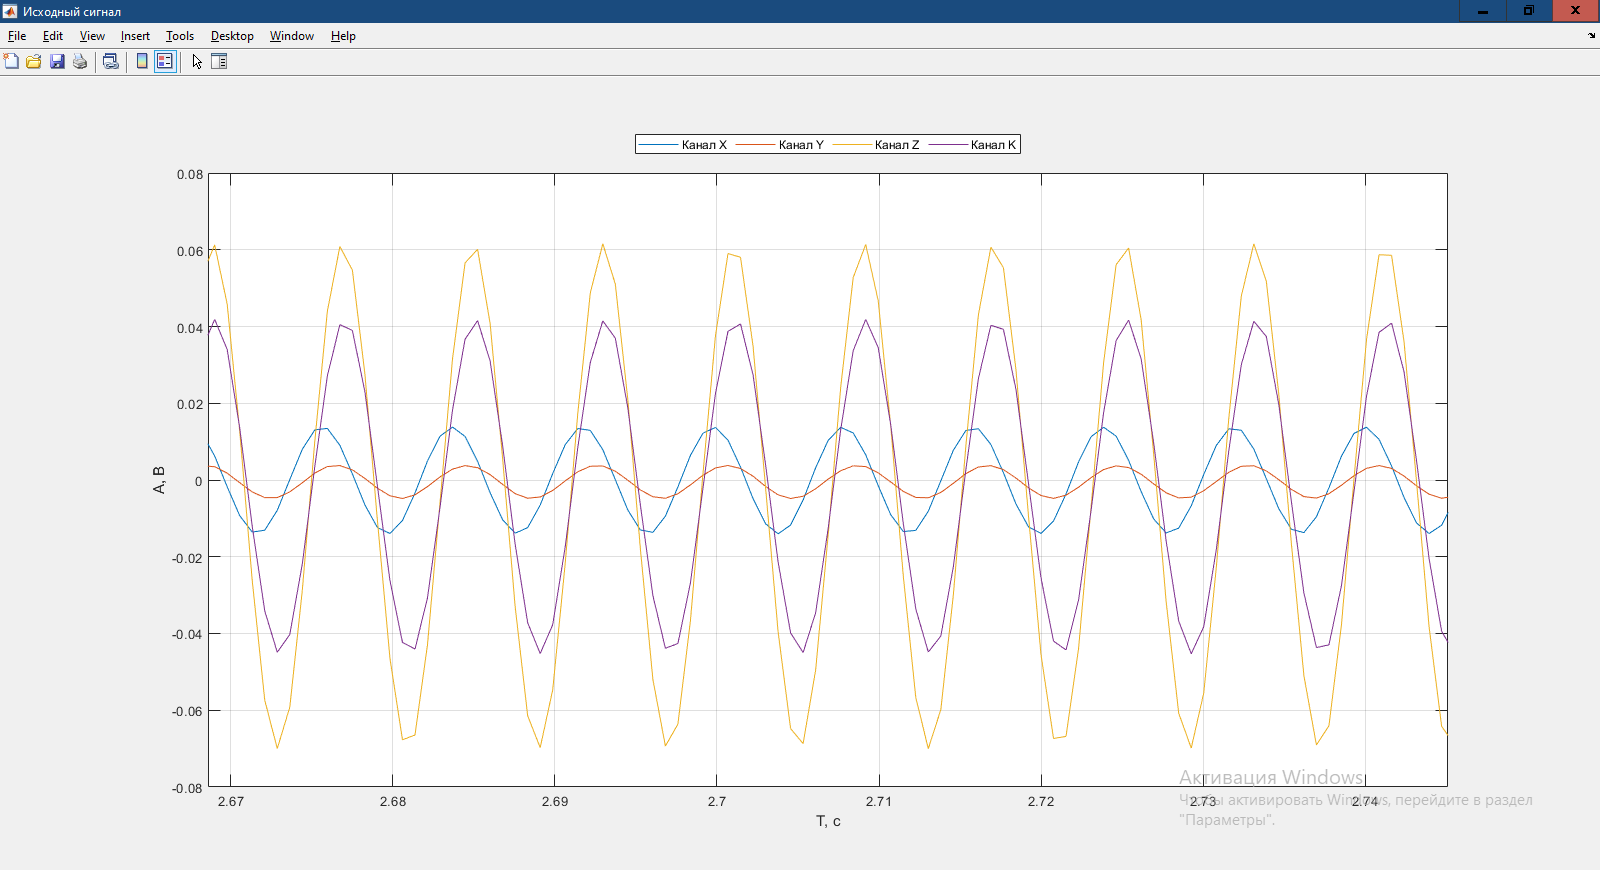 Исходный сигнал
File Edit View Insert Tools Desktop Window Help
Канал X Канал Y Канал Z Канал K
0.08
0.06
0.04
0.02
0
-0.02
-0.04
-0.06
-0.08
A, B
2.67 2.68 2.69 2.7 2.71 2.72 2.73 2.74
T, c
Активация Windows
Чтобы активировать Windows, перейдите в раздел
"Параметры".